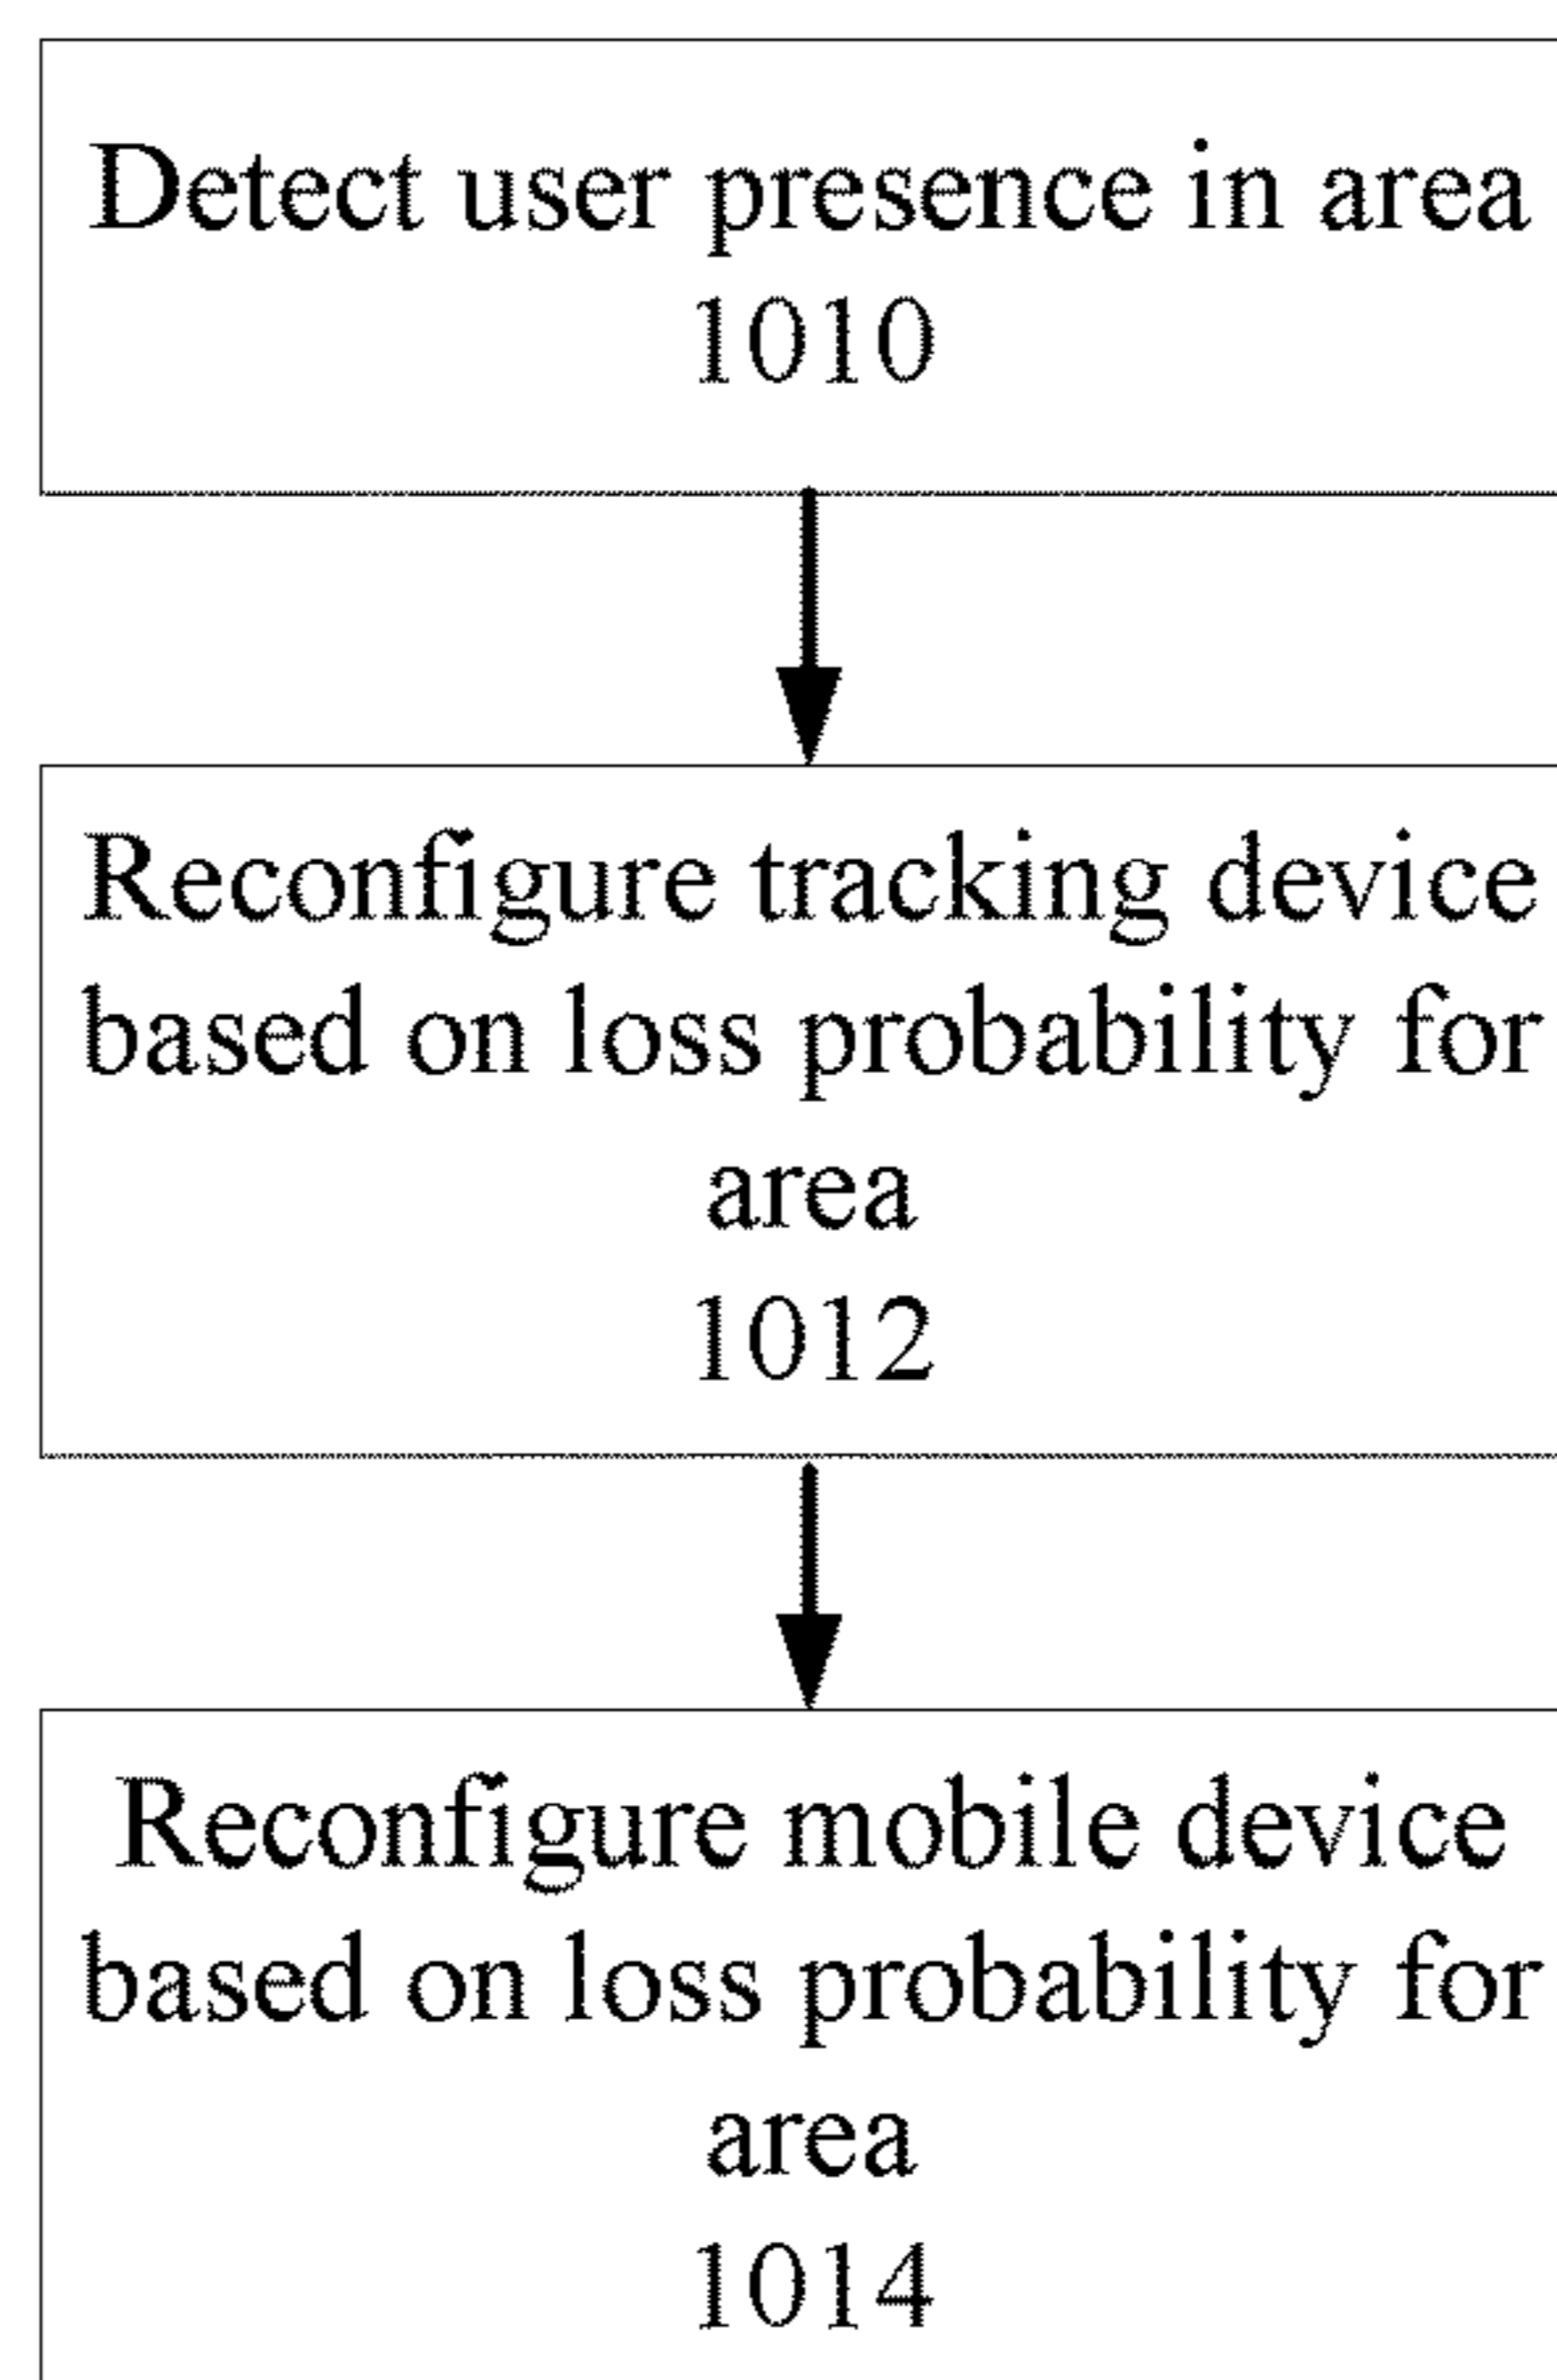 Detect user presence in area
1010
Reconfigure tracking device
based on loss probability for
area
1012
Reconfigure mobile device
based on loss probability for
area
1014